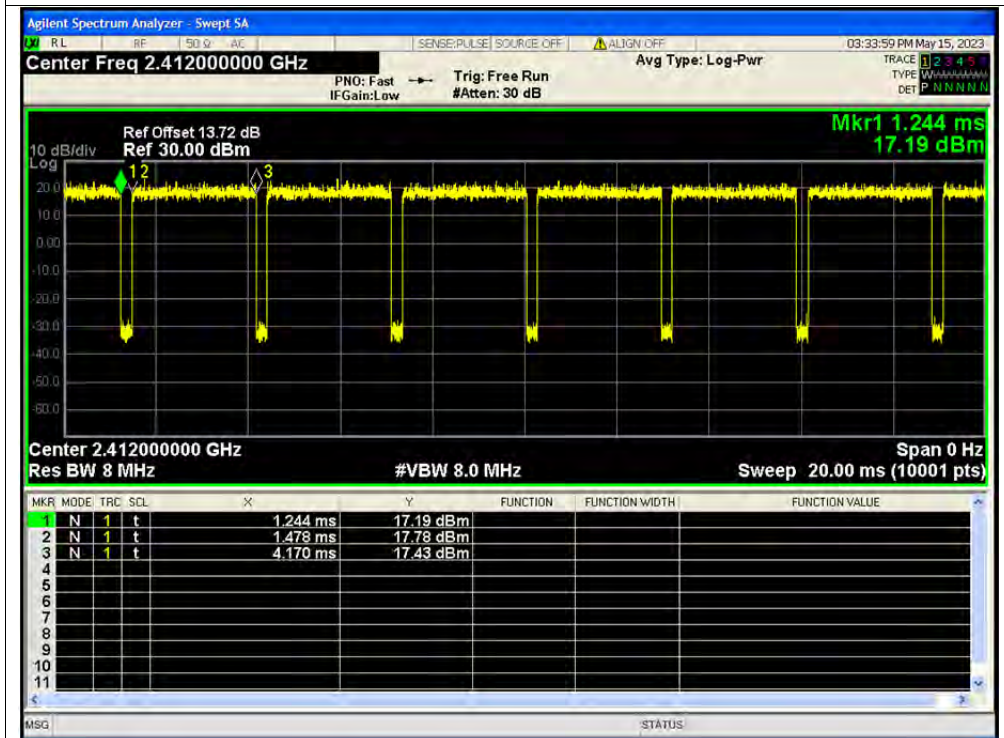 Agilent Spectrum Analyzer - Swept SA
LXI RL RF 50 Ω AC SENSE:PULSE SOURCE OFF ALIGN OFF 03:33:59 PM May 15, 2023
Center Freq 2.412000000 GHz Avg Type: Log-Pwr TRACE 1 2 3 4 5 6
PNO: Fast Trig: Free Run TYPE W
IFGain:Low #Atten: 30 dB DET P N N N N N
Mkr1 1.244 ms
Ref Offset 13.72 dB
10 dB/div Ref 30.00 dBm 17.19 dBm
Log
1 2 3
20.0
10.0
0.00
-10.0
-20.0
-30.0
-40.0
-50.0
-60.0
Center 2.412000000 GHz Span 0 Hz
Res BW 8 MHz #VBW 8.0 MHz Sweep 20.00 ms (10001 pts)
MKR MODE TRC SCL X Y FUNCTION FUNCTION WIDTH FUNCTION VALUE
1 N 1 t 1.244 ms 17.19 dBm
2 N 1 t 1.478 ms 17.78 dBm
3 N 1 t 4.170 ms 17.43 dBm
4
5
6
7
8
9
10
11
MSG STATUS